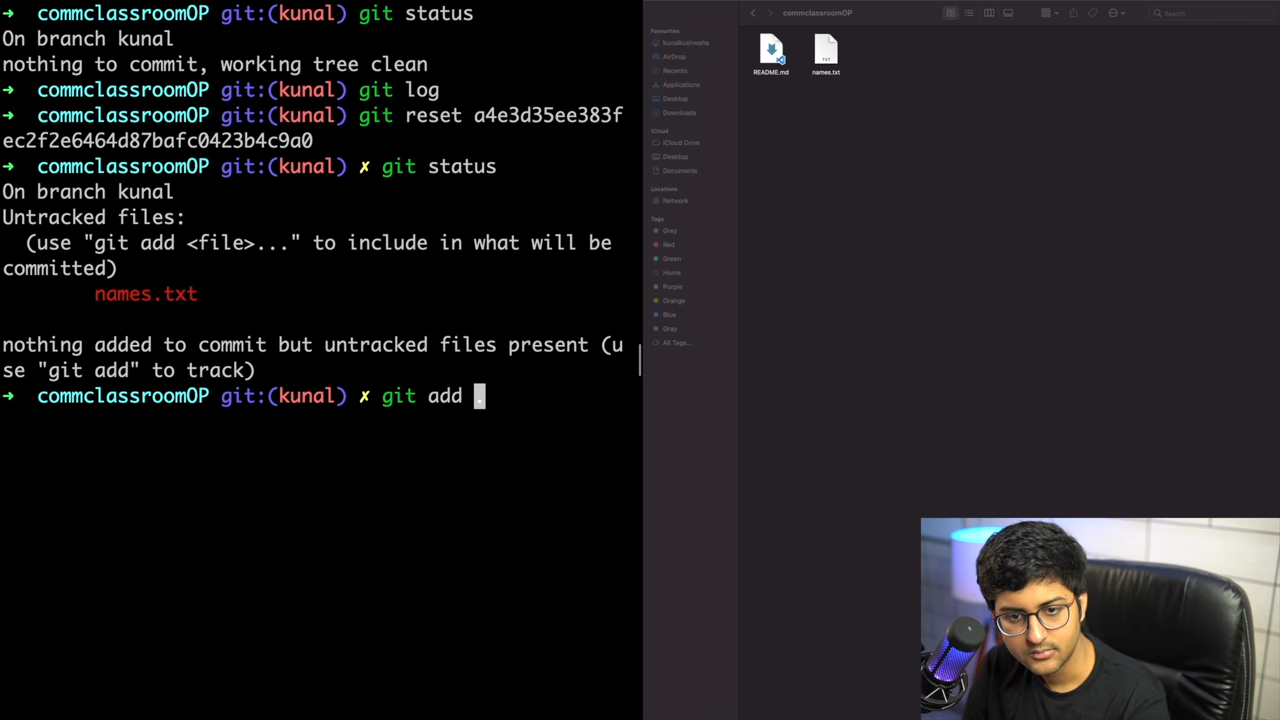 ➜ commclassroomOP git:(kunal) git status
On branch kunal
nothing to commit, working tree clean
➜ commclassroomOP git:(kunal) git log
➜ commclassroomOP git:(kunal) git reset a4e3d35ee383f
ec2f2e6464d87bafc0423b4c9a0
➜ commclassroomOP git:(kunal) ✗ git status
On branch kunal
Untracked files:
(use "git add <file>..." to include in what will be
committed)
names.txt
nothing added to commit but untracked files present (u
se "git add" to track)
➜ commclassroomOP git:(kunal) ✗ git add .
commclassroomOP
Search
Favourites
kunalkushwaha
AirDrop
Recents
Applications
Desktop
Downloads
iCloud
iCloud Drive
Desktop
Documents
Locations
Network
Tags
Grey
Red
Green
Home
Purple
Orange
Blue
Gray
All Tags...
TXT
README.md
names.txt